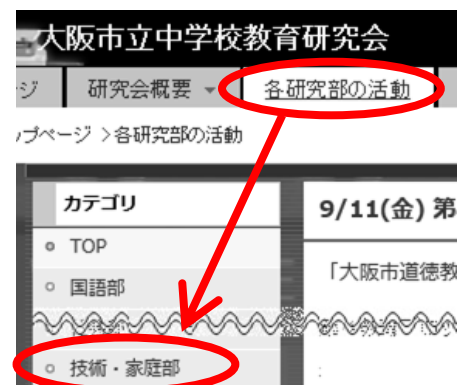 大阪市立中学校教育研究会
ジ 研究会概要 各研究部の活動
ップページ >各研究部の活動
カテゴリ
9/11(金) 第
TOP
「大阪市道徳教
国語部
技術・家庭部